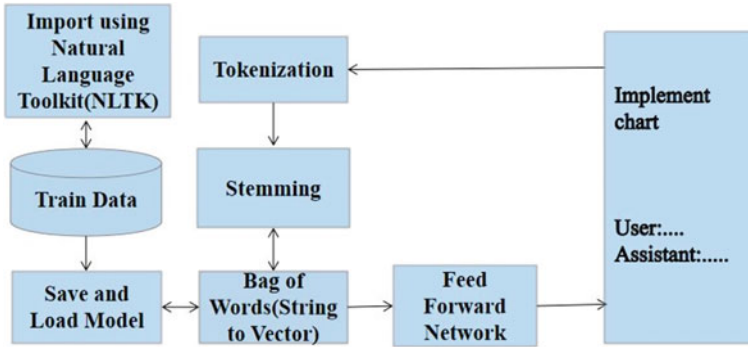 Import using
Natural
Language
Toolkit(NLTK)
Tokenization
Implement
chart
Train Data
Stemming
User:....
Assistant:.....
Save and
Load Model
Bag of
Words(String
to Vector)
Feed
Forward
Network